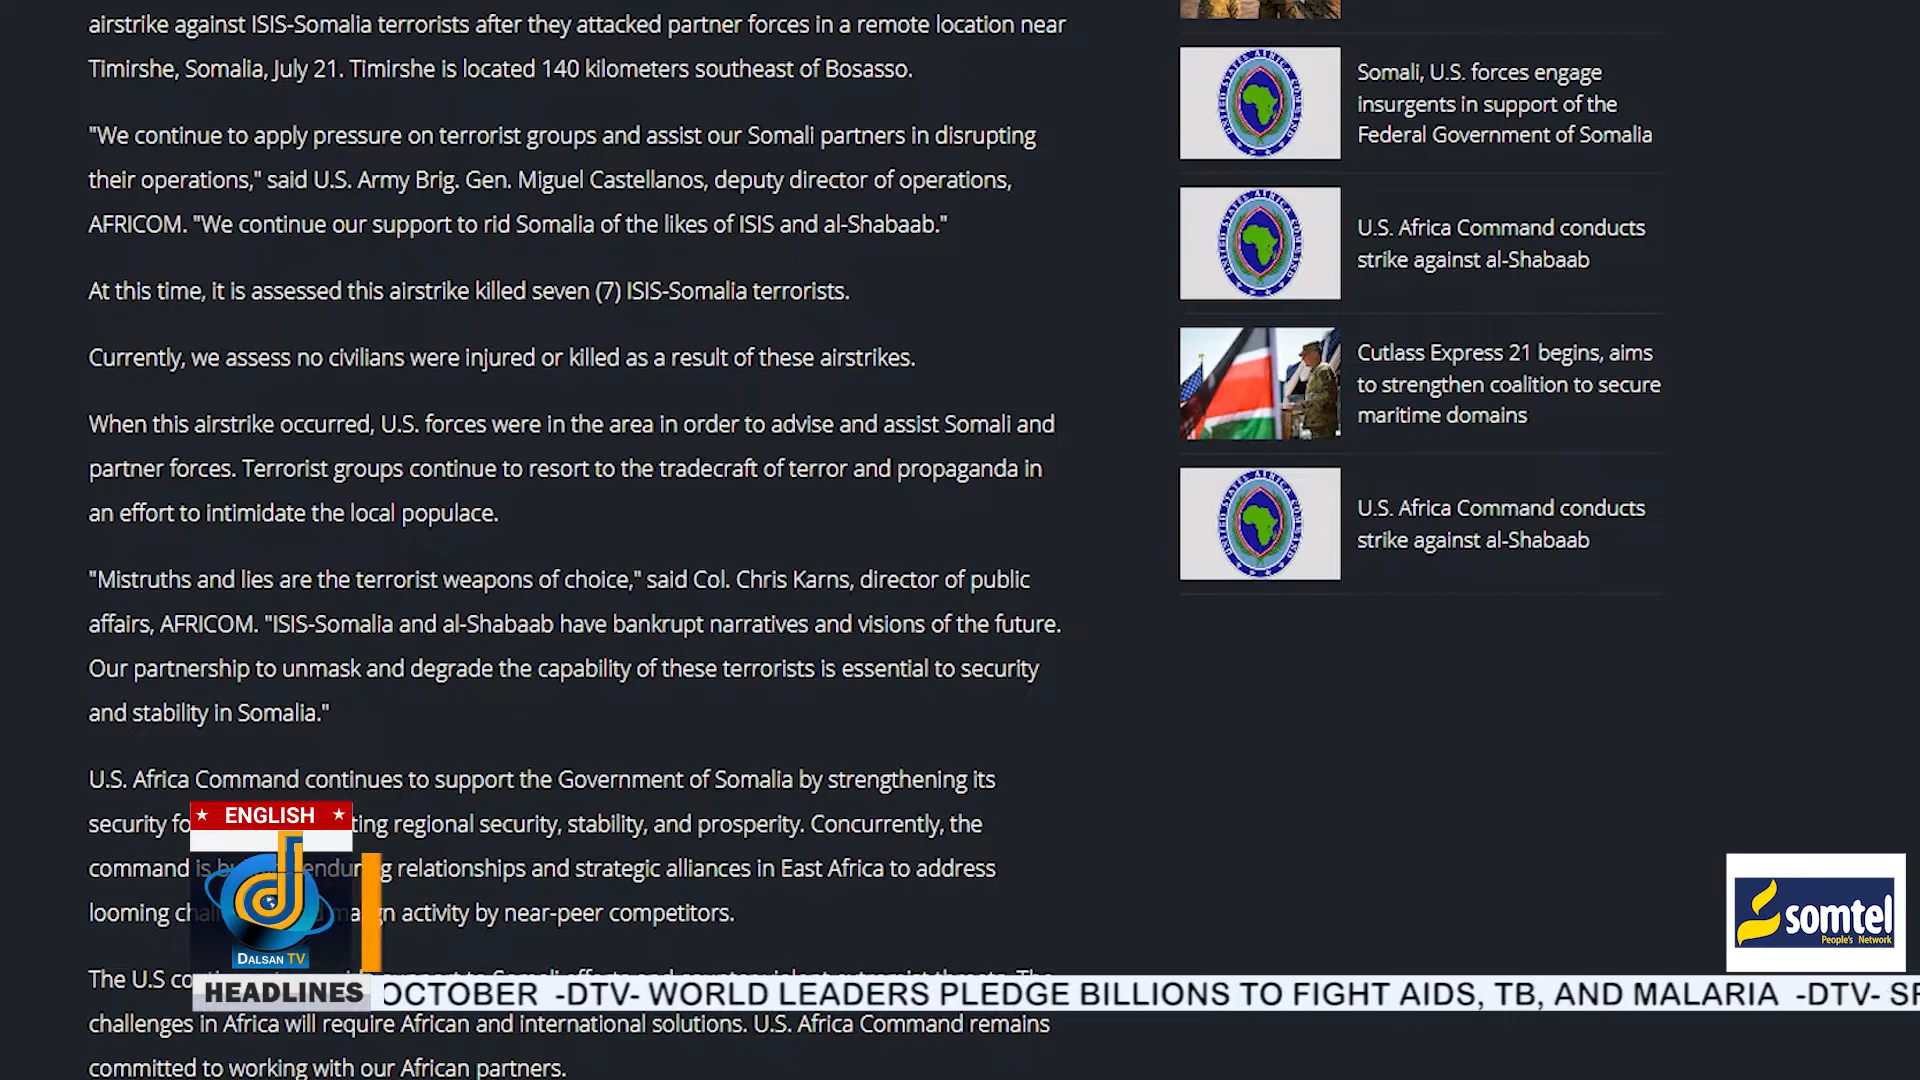 airstrike against ISIS-Somalia terrorists after they attacked partner forces in a remote location near
Timirshe, Somalia, July 21. Timirshe is located 140 kilometers southeast of Bosasso.
"We continue to apply pressure on terrorist groups and assist our Somali partners in disrupting
their operations," said U.S. Army Brig. Gen. Miguel Castellanos, deputy director of operations,
AFRICOM. "We continue our support to rid Somalia of the likes of ISIS and al-Shabaab."
At this time, it is assessed this airstrike killed seven (7) ISIS-Somalia terrorists.
Currently, we assess no civilians were injured or killed as a result of these airstrikes.
When this airstrike occurred, U.S. forces were in the area in order to advise and assist Somali and
partner forces. Terrorist groups continue to resort to the tradecraft of terror and propaganda in
an effort to intimidate the local populace.
"Mistruths and lies are the terrorist weapons of choice," said Col. Chris Karns, director of public
affairs, AFRICOM. "ISIS-Somalia and al-Shabaab have bankrupt narratives and visions of the future.
Our partnership to unmask and degrade the capability of these terrorists is essential to security
and stability in Somalia."
U.S. Africa Command continues to support the Government of Somalia by strengthening its
security regional security, stability, and prosperity. Concurrently, the
command is relationships and strategic alliances in East Africa to address
looming activity by near-peer competitors.
The U.S
challenges in Africa will require African and international solutions. U.S. Africa Command remains
committed to working with our African partners.
UNITED STATES AFRICA COMMAND
Somali, U.S. forces engage
insurgents in support of the
Federal Government of Somalia
UNITED STATES AFRICA COMMAND
U.S. Africa Command conducts
strike against al-Shabaab
Cutlass Express 21 begins, aims
to strengthen coalition to secure
maritime domains
UNITED STATES AFRICA COMMAND
U.S. Africa Command conducts
strike against al-Shabaab
ENGLISH
DALSAN TV
somtel
People's Network
HEADLINES
OCTOBER -DTV- WORLD LEADERS PLEDGE BILLIONS TO FIGHT AIDS, TB, AND MALARIA -DTV-